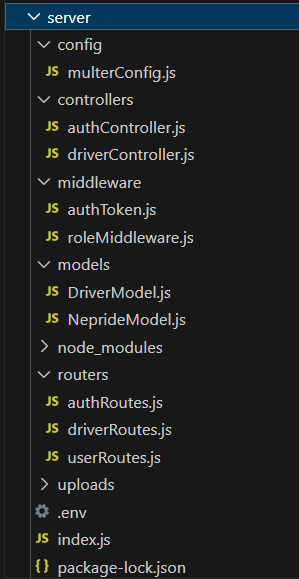 server
config
JS multerConfig.js
controllers
JS authController.js
JS driverController.js
middleware
JS authToken.js
JS roleMiddleware.js
models
JS DriverModel.js
JS NeprideModel.js
node_modules
routers
JS authRoutes.js
JS driverRoutes.js
JS userRoutes.js
uploads
.env
JS index.js
{ } package-lock.json